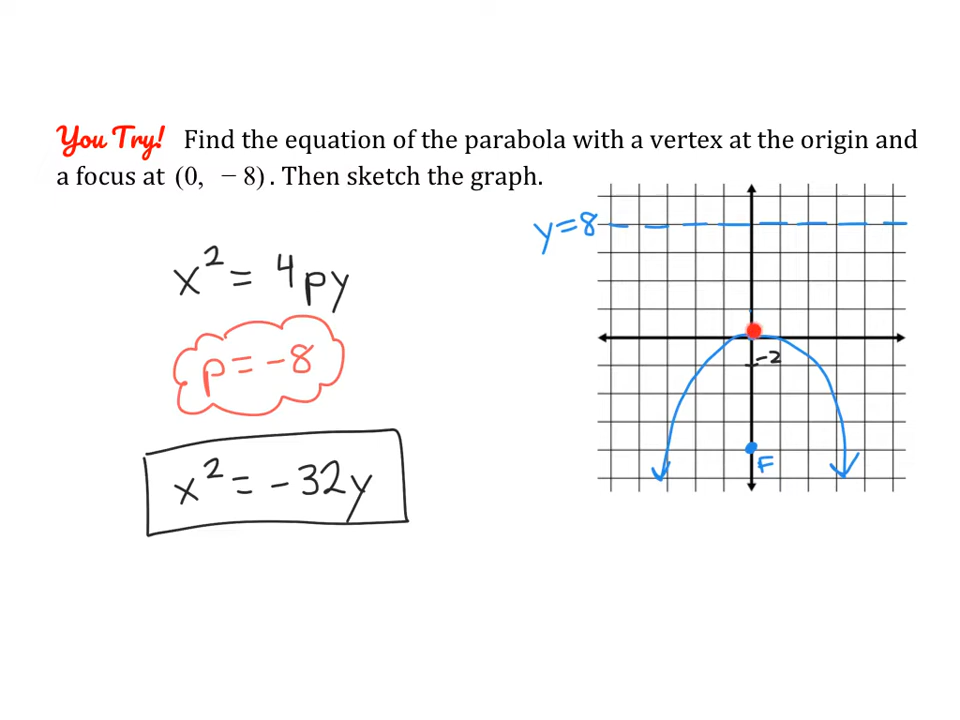 You Try! Find the equation of the parabola with a vertex at the origin and
a focus at (0, −8). Then sketch the graph.
y=8
x² = 4py
p = -8
-2
F
x² = -32y